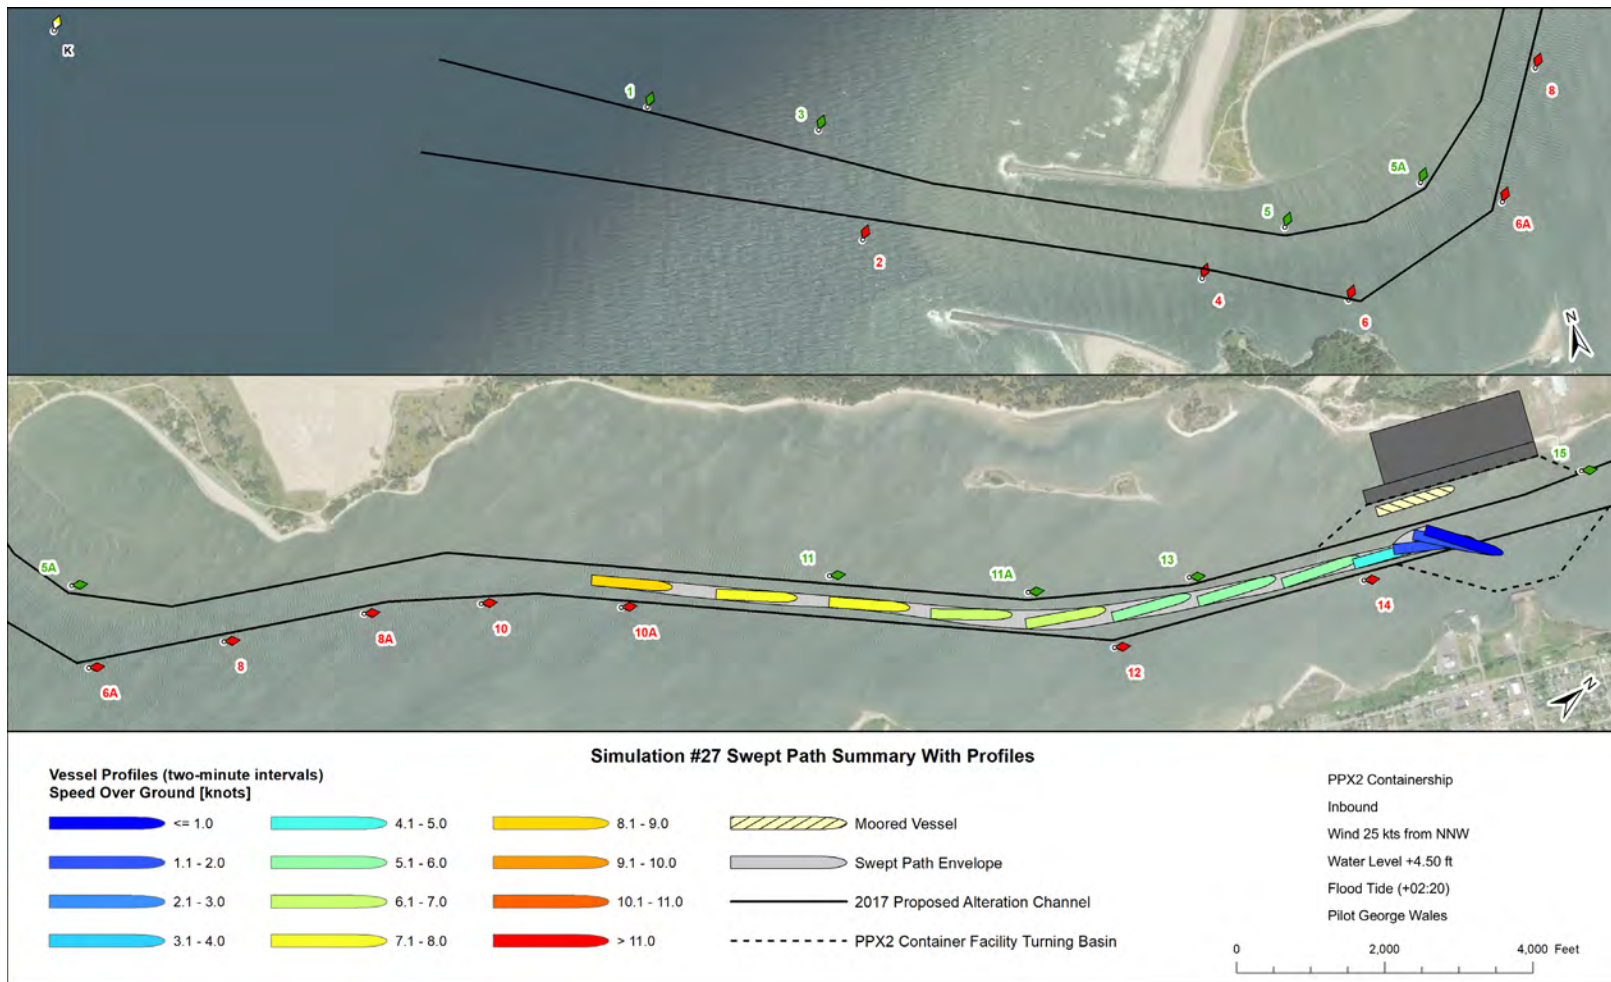 K
1
3
5A
8
5
6A
2
4
6
N
15
5A
11
11A
13
14
10A
10
8A
8
6A
12
N
Simulation #27 Swept Path Summary With Profiles
Vessel Profiles (two-minute intervals)
Speed Over Ground [knots]
<= 1.0
4.1 - 5.0
8.1 - 9.0
Moored Vessel
1.1 - 2.0
5.1 - 6.0
9.1 - 10.0
Swept Path Envelope
2.1 - 3.0
6.1 - 7.0
10.1 - 11.0
2017 Proposed Alteration Channel
3.1 - 4.0
7.1 - 8.0
> 11.0
PPX2 Container Facility Turning Basin
PPX2 Containership
Inbound
Wind 25 kts from NNW
Water Level +4.50 ft
Flood Tide (+02:20)
Pilot George Wales
0 2,000 4,000 Feet